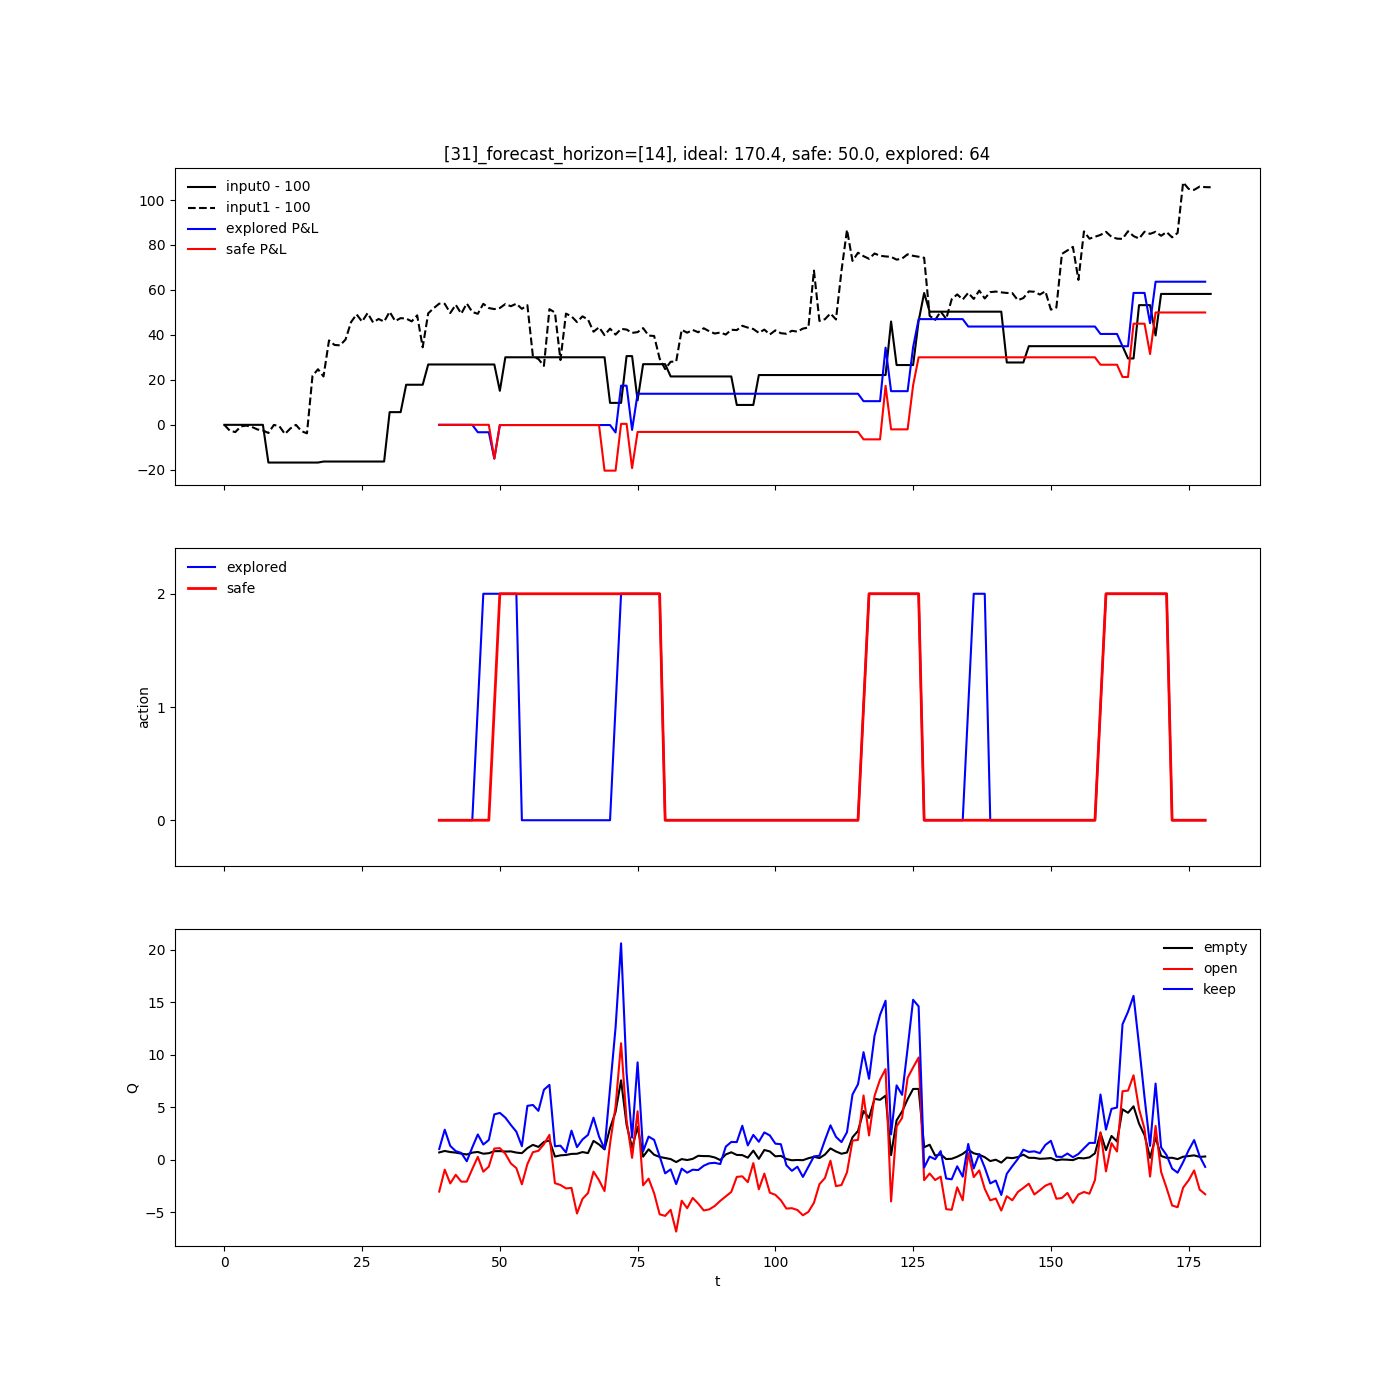 [31]_forecast_horizon=[14], ideal: 170.4, safe: 50.0, explored: 64
input0 - 100
input1 - 100
explored P&L
safe P&L
100
80
60
40
20
0
−20
explored
safe
2
1
0
action
empty
open
keep
20
15
10
5
0
−5
Q
0 25 50 75 100 125 150 175
t